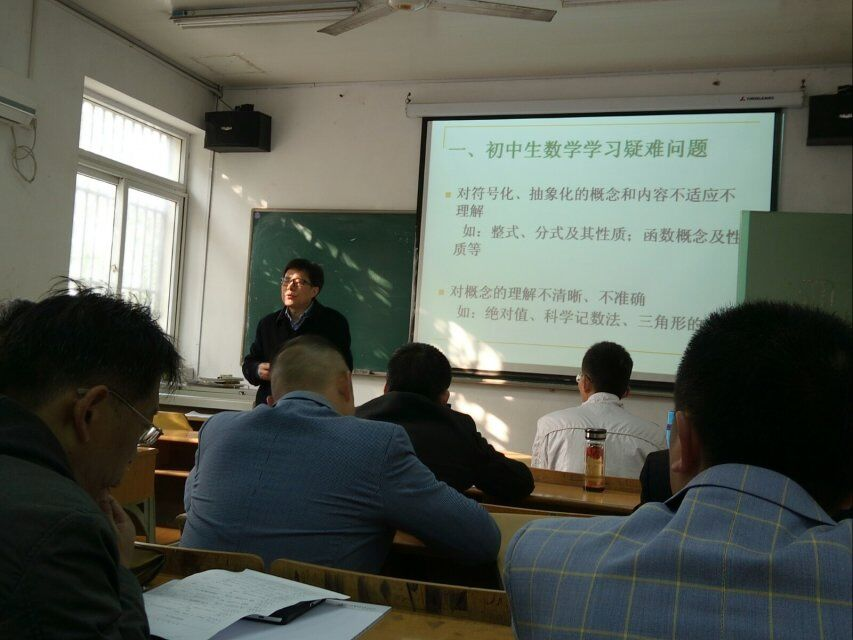 一、初中生数学学习疑难问题
对符号化、抽象化的概念和内容不适应不
理解
如：整式、分式及其性质；函数概念及性
质等
对概念的理解不清晰、不准确
如：绝对值、科学记数法、三角形的